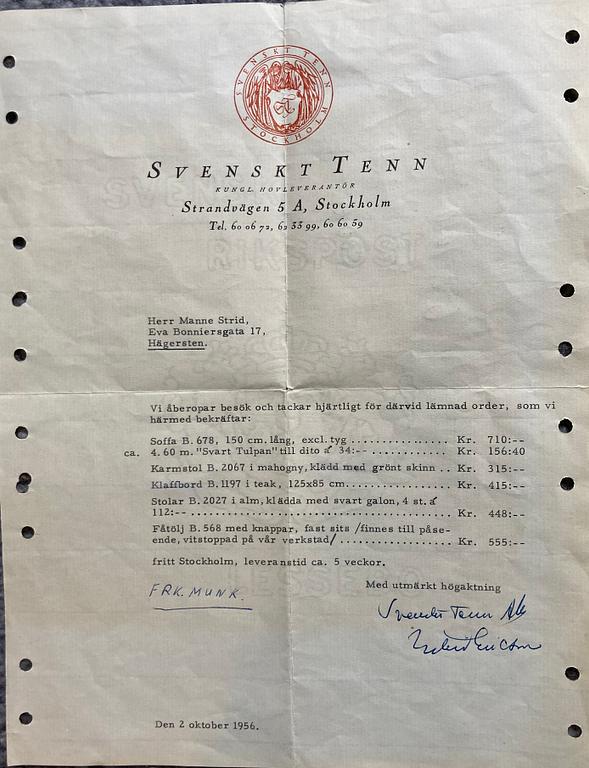 SVENSKT TENN
STOCKHOLM
SVENSKT TENN
KUNGL. HOVLEVERANTÖR
Strandvägen 5 A, Stockholm
Tel. 60 06 72, 62 33 99, 60 60 59
Herr Manne Strid,
Eva Bonniersgata 17,
Hägersten.
Vi åberopar besök och tackar hjärtligt för därvid lämnad order, som vi
härmed bekräftar:
Soffa B. 678, 150 cm. lång, excl. tyg ................ Kr. 710:--
ca. 4. 60 m. "Svart Tulpan" till dito á 34:-- ............ Kr. 156:40
Karmstol B. 2067 i mahogny, klädd med grönt skinn .. Kr. 315:--
Klaffbord B. 1197 i teak, 125x85 cm. ................. Kr. 415:--
Stolar B. 2027 i alm, klädda med svart galon, 4 st. á
112:-- ........................................... Kr. 448:--
Fåtölj B. 568 med knappar, fast sits /finnes till påse-
ende, vitstoppad på vår verkstad/ ................... Kr. 555:--
fritt Stockholm, leveranstid ca. 5 veckor.
Med utmärkt högaktning
FRK. MUNK.
Svenskt Tenn AB
Ericson
Den 2 oktober 1956.